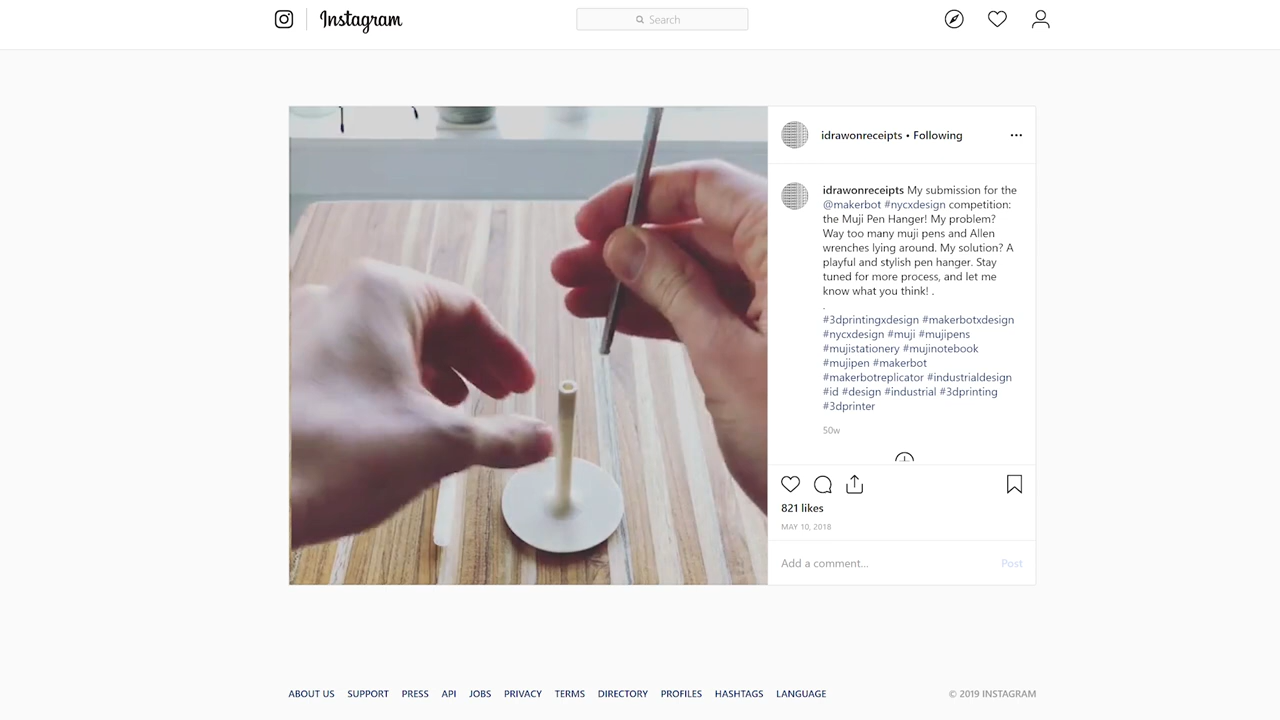 Instagram
Search
idrawonreceipts • Following
idrawonreceipts My submission for the
@makerbot #nycxdesign competition:
the Muji Pen Hanger! My problem?
Way too many muji pens and Allen
wrenches lying around. My solution? A
playful and stylish pen hanger. Stay
tuned for more process, and let me
know what you think! .
.
#3dprintingxdesign #makerbotxdesign
#nycxdesign #muji #mujipens
#mujistationery #mujinotebook
#mujipen #makerbot
#makerbotreplicator #industrialdesign
#id #design #industrial #3dprinting
#3dprinter
50w
821 likes
MAY 10, 2018
Add a comment...
Post
ABOUT US SUPPORT PRESS API JOBS PRIVACY TERMS DIRECTORY PROFILES HASHTAGS LANGUAGE
© 2019 INSTAGRAM